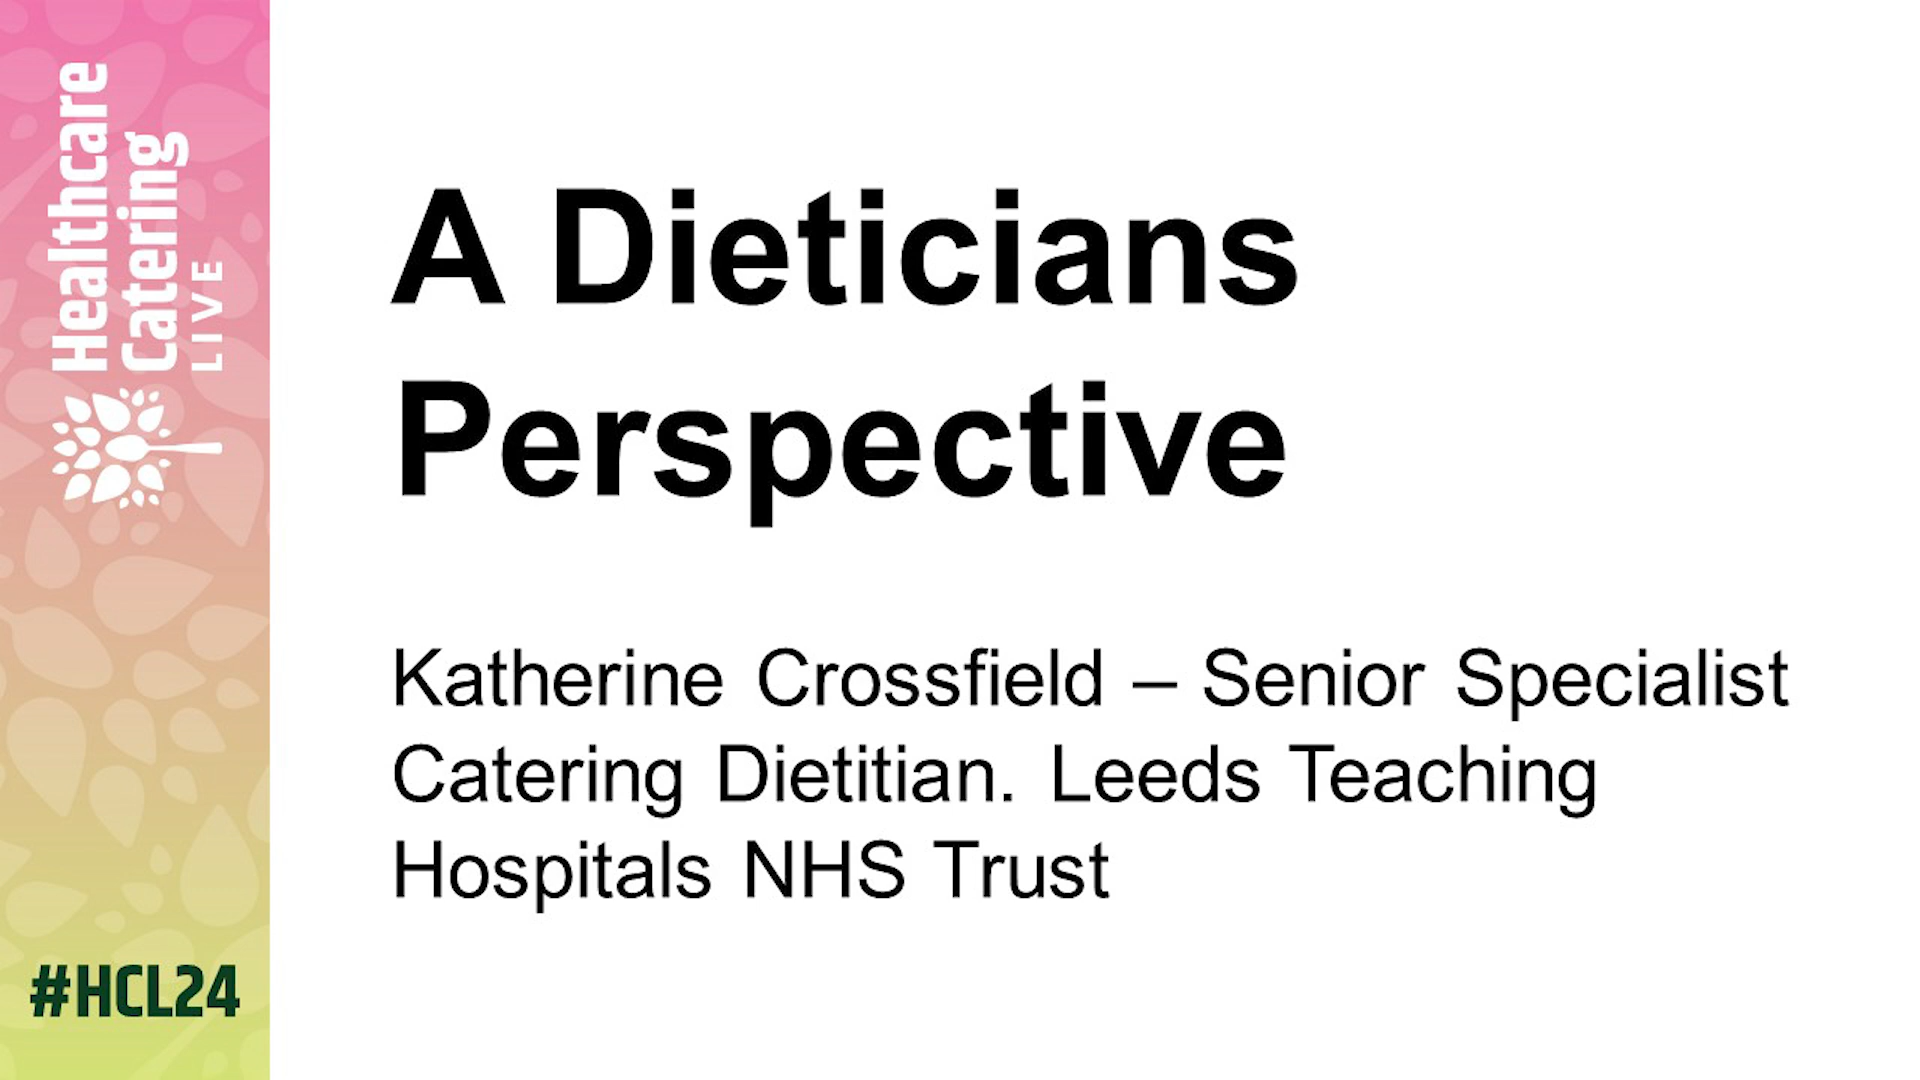 Healthcare
Catering
LIVE
#HCL24
A Dieticians
Perspective
Katherine Crossfield – Senior Specialist
Catering Dietitian. Leeds Teaching
Hospitals NHS Trust